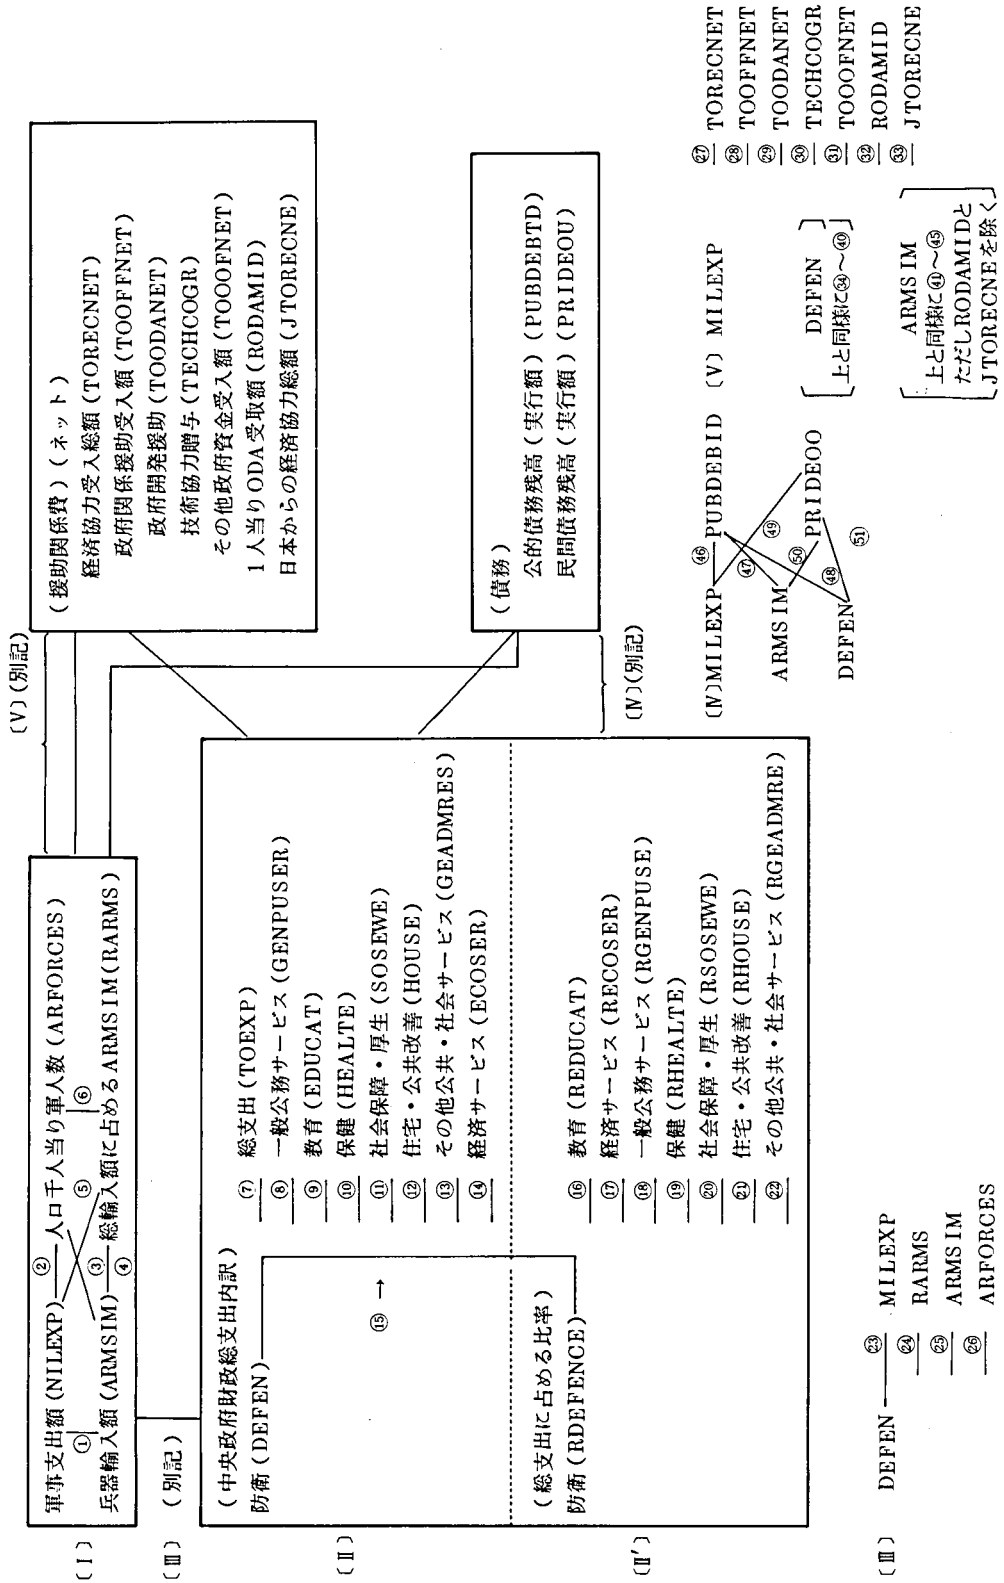 〔Ⅰ〕
軍事支出額(NILEXP) ② 人口千人当り軍人数(ARFORCES)
① ⑤ ⑥
兵器輸入額(ARMSIM) ③ ④ 総輸入額に占めるARMSIM(RARMS)
〔Ⅴ〕(別記)
(援助関係費)(ネット)
経済協力受入総額(TORECNET)
政府関係援助受入額(TOOFFNET)
政府開発援助(TOODANET)
技術協力贈与(TECHCOGR)
その他政府資金受入額(TOOOFNET)
1人当りODA受取額(RODAMID)
日本からの経済協力総額(JTORECNE)
〔Ⅲ〕 (別記)
〔Ⅱ〕
(中央政府財政総支出内訳)
防衛(DEFEN)
⑦ 総支出(TOEXP)
⑧ 一般公務サービス(GENPUSER)
⑨ 教育(EDUCAT)
⑩ 保健(HEALTE)
⑪ 社会保障・厚生(SOSEWE)
⑫ 住宅・公共改善(HOUSE)
⑬ その他公共・社会サービス(GEADMRES)
⑭ 経済サービス(ECOSER)
⑮ →
(債務)
公的債務残高(実行額)(PUBDEBTD)
民間債務残高(実行額)(PRIDEOU)
〔Ⅳ〕(別記)
〔Ⅱ′〕
(総支出に占める比率)
防衛(RDEFENCE)
⑯ 教育(REDUCAT)
⑰ 経済サービス(RECOSER)
⑱ 一般公務サービス(RGENPUSE)
⑲ 保健(RHEALTE)
⑳ 社会保障・厚生(RSOSEWE)
㉑ 住宅・公共改善(RHOUSE)
㉒ その他公共・社会サービス(RGEADMRE)
〔Ⅲ〕
DEFEN ㉓ MILEXP
㉔ RARMS
㉕ ARMSIM
㉖ ARFORCES
〔Ⅳ〕MILEXP ㊻ PUBDEBID
㊼ ㊾
ARMSIM ㊿ PRIDEOO
㊽
DEFEN 51
〔Ⅴ〕 MILEXP
㉗ TORECNET
㉘ TOOFFNET
㉙ TOODANET
㉚ TECHCOGR
㉛ TOOOFNET
㉜ RODAMID
㉝ JTORECNE
DEFEN
上と同様に㉞〜㊵
ARMSIM
上と同様に㊶〜㊺
ただしRODAMIDと
JTORECNEを除く